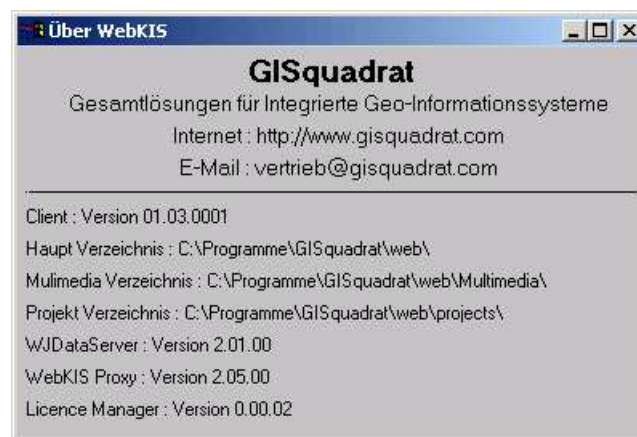 Über WebKIS
GISquadrat
Gesamtlösungen für Integrierte Geo-Informationssysteme
Internet : http://www.gisquadrat.com
E-Mail : vertrieb@gisquadrat.com
Client : Version 01.03.0001
Haupt Verzeichnis : C:\Programme\GISquadrat\web\
Mulimedia Verzeichnis : C:\Programme\GISquadrat\web\Multimedia\
Projekt Verzeichnis : C:\Programme\GISquadrat\web\projects\
WJDataServer : Version 2.01.00
WebKIS Proxy : Version 2.05.00
Licence Manager : Version 0.00.02